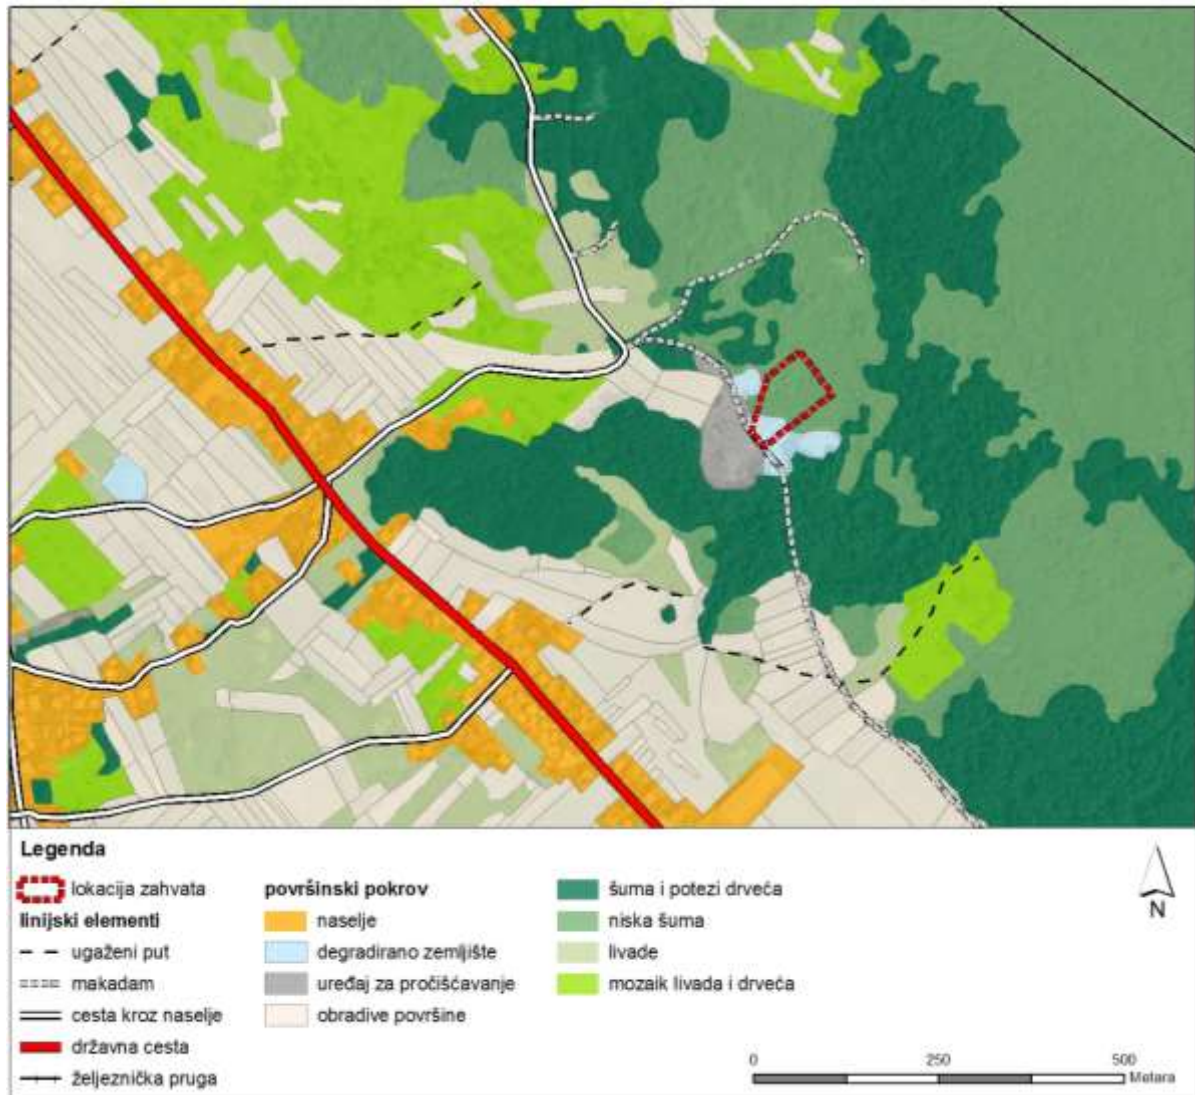 Legenda
lokacija zahvata
linijski elementi
ugaženi put
makadam
cesta kroz naselje
državna cesta
željeznička pruga
površinski pokrov
naselje
degradirano zemljište
uređaj za pročišćavanje
obradive površine
šuma i potezi drveća
niska šuma
livade
mozaik livada i drveća
N
0 250 500
Metara